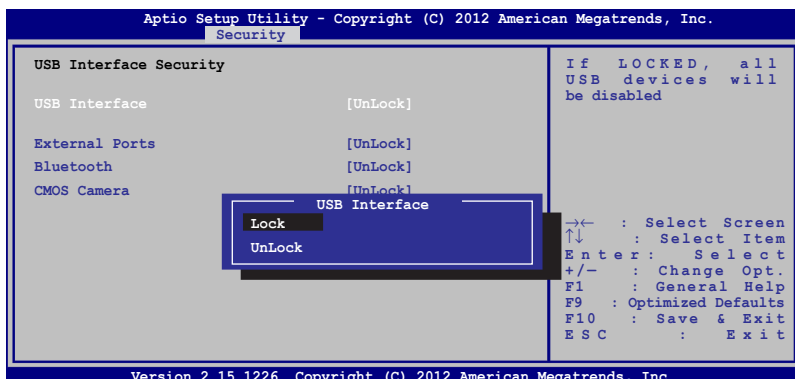 Aptio Setup Utility - Copyright (C) 2012 American Megatrends, Inc.
Security
USB Interface Security
USB Interface [UnLock]
External Ports [UnLock]
Bluetooth [UnLock]
CMOS Camera [UnLock]
USB Interface
Lock
UnLock
If LOCKED, all
USB devices will
be disabled
→← : Select Screen
↑↓ : Select Item
Enter: Select
+/— : Change Opt.
F1 : General Help
F9 : Optimized Defaults
F10 : Save & Exit
ESC : Exit
Version 2.15.1226. Copyright (C) 2012 American Megatrends, Inc.